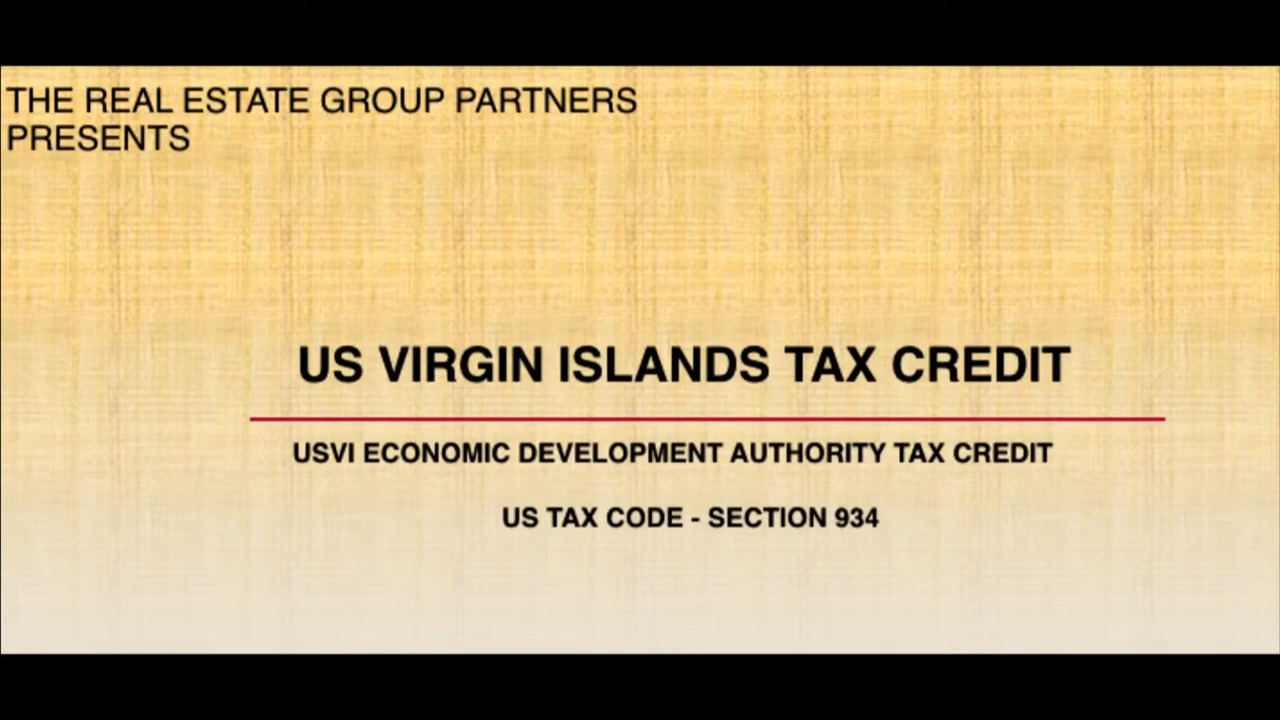 THE REAL ESTATE GROUP PARTNERS
PRESENTS
US VIRGIN ISLANDS TAX CREDIT
USVI ECONOMIC DEVELOPMENT AUTHORITY TAX CREDIT
US TAX CODE - SECTION 934